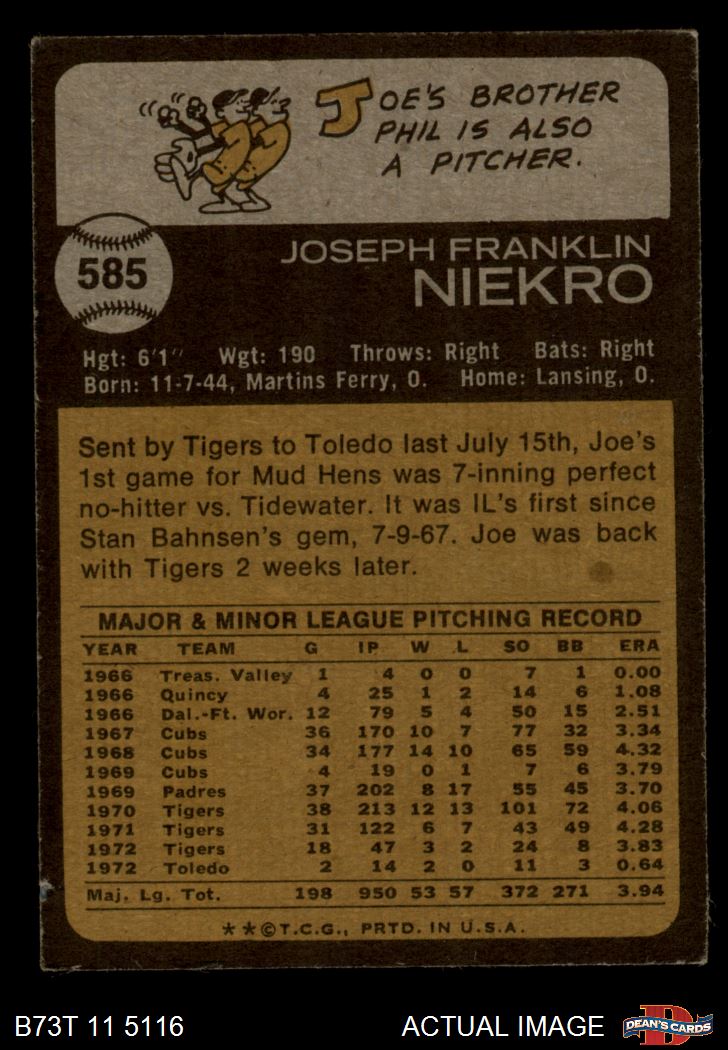 JOE'S BROTHER
PHIL IS ALSO
A PITCHER.
585
JOSEPH FRANKLIN
NIEKRO
Hgt: 6'1" Wgt: 190 Throws: Right Bats: Right
Born: 11-7-44, Martins Ferry, O. Home: Lansing, O.
Sent by Tigers to Toledo last July 15th, Joe's
1st game for Mud Hens was 7-inning perfect
no-hitter vs. Tidewater. It was IL's first since
Stan Bahnsen's gem, 7-9-67. Joe was back
with Tigers 2 weeks later.
MAJOR & MINOR LEAGUE PITCHING RECORD
YEAR TEAM G IP W L SO BB ERA
1966 Treas. Valley 1 4 0 0 7 1 0.00
1966 Quincy 4 25 1 2 14 6 1.08
1966 Dal.-Ft. Wor. 12 79 5 4 50 15 2.51
1967 Cubs 36 170 10 7 77 32 3.34
1968 Cubs 34 177 14 10 65 59 4.32
1969 Cubs 4 19 0 1 7 6 3.79
1969 Padres 37 202 8 17 55 45 3.70
1970 Tigers 38 213 12 13 101 72 4.06
1971 Tigers 31 122 6 7 43 49 4.28
1972 Tigers 18 47 3 2 24 8 3.83
1972 Toledo 2 14 2 0 11 3 0.64
Maj. Lg. Tot. 198 950 53 57 372 271 3.94
**©T.C.G., PRTD. IN U.S.A.
B73T 11 5116 ACTUAL IMAGE D DEAN'S CARDS